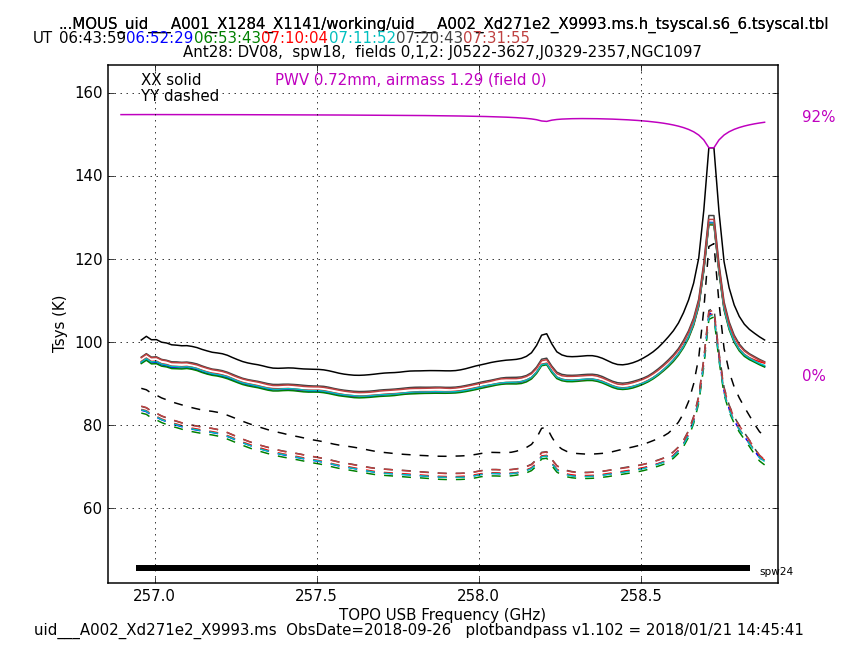 ...MOUS_uid___A001_X1284_X1141/working/uid___A002_Xd271e2_X9993.ms.h_tsyscal.s6_6.tsyscal.tbl
UT 06:43:59 06:52:29 06:53:43 07:10:04 07:11:52 07:20:43 07:31:55
Ant28: DV08,  spw18,  fields 0,1,2: J0522-3627,J0329-2357,NGC1097
XX solid
YY dashed
PWV 0.72mm, airmass 1.29 (field 0)
92%
0%
160
140
120
100
80
60
Tsys (K)
spw24
257.0 257.5 258.0 258.5
TOPO USB Frequency (GHz)
uid___A002_Xd271e2_X9993.ms  ObsDate=2018-09-26   plotbandpass v1.102 = 2018/01/21 14:45:41